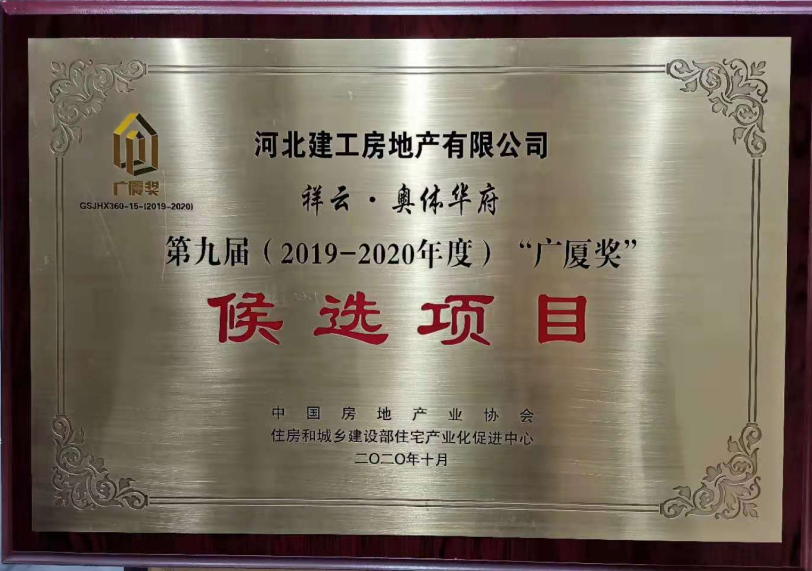 广厦奖
GSJHX360-15-(2019-2020)
河北建工房地产有限公司
祥云·奥体华府
第九届（2019-2020年度）“广厦奖”
候选项目
中国房地产业协会
住房和城乡建设部住宅产业化促进中心
二〇二〇年十月